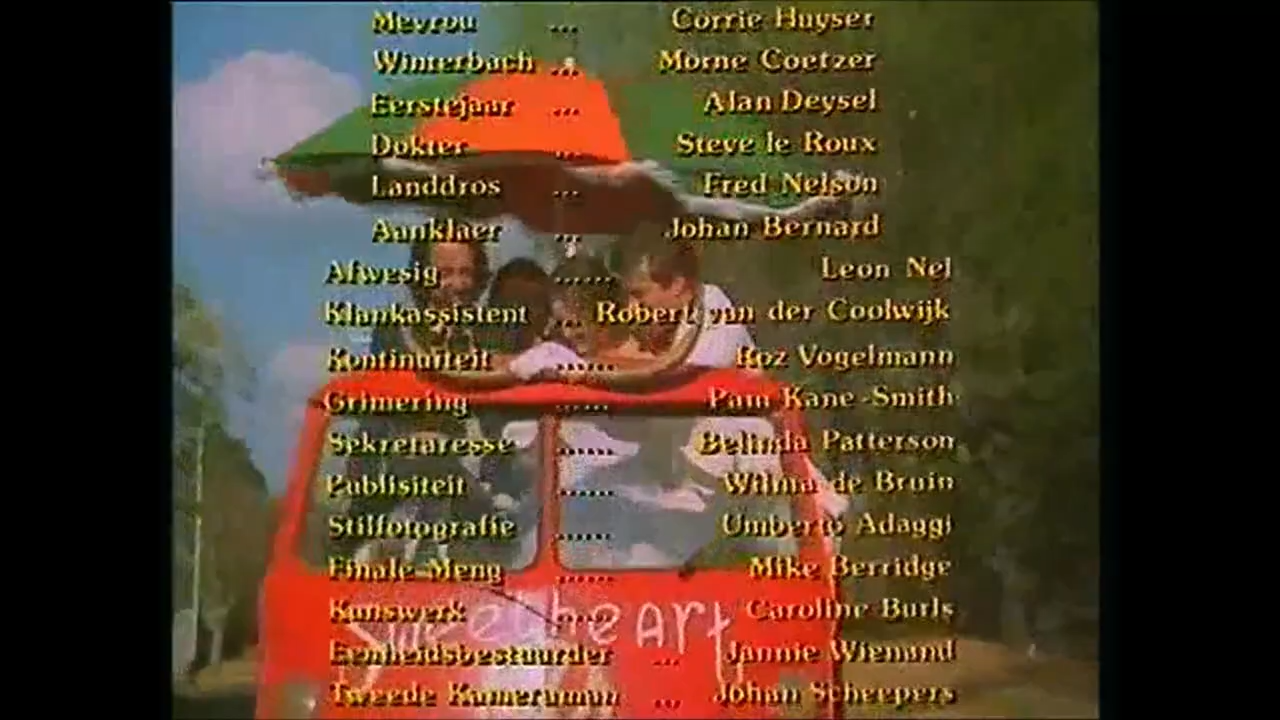 Mevrou ... Corrie Huyser
Winterbach ... Morne Coetzer
Eerstejaar ... Alan Deysel
Dokter ... Steve le Roux
Landdros ... Fred Nelson
Aanklaer ... Johan Bernard
Afwesig ...... Leon Nel
Klankassistent ... Robert van der Coolwijk
Kontinuiteit ...... Roz Vogelmann
Grimering ...... Pam Kane-Smith
Sekretaresse ...... Belinda Patterson
Publisiteit ...... Wilma de Bruin
Stilfotografie ...... Umberto Adaggi
Finale Meng ...... Mike Berridge
Kunswerk ...... Caroline Burls
Sweetheart
Eenheidsbestuurder ... Jannie Wienand
Tweede Kameraman ... Johan Scheepers